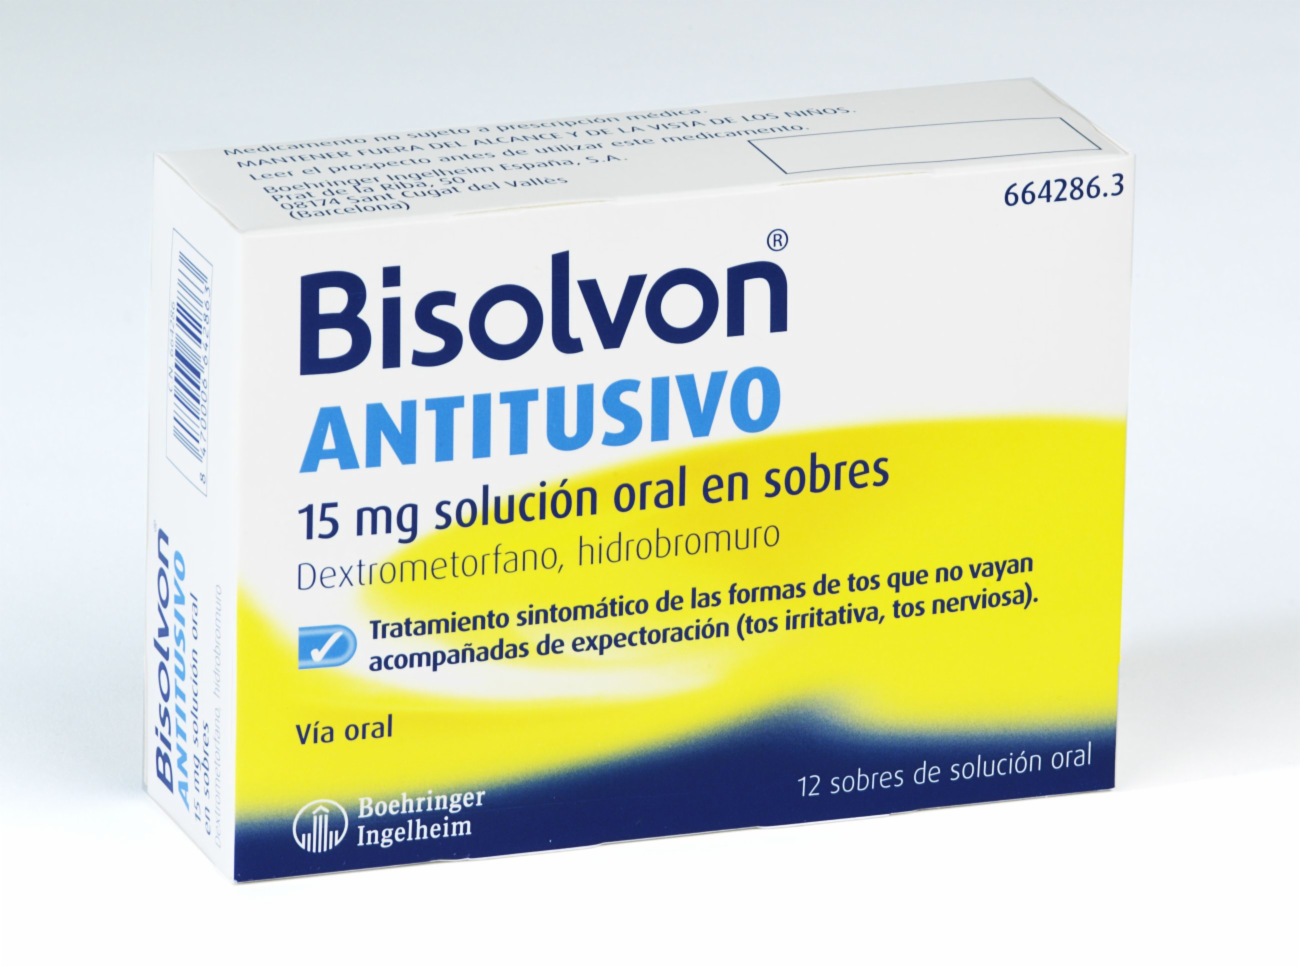 Medicamento no sujeto a prescripción médica.
MANTENER FUERA DEL ALCANCE Y DE LA VISTA DE LOS NIÑOS.
Leer el prospecto antes de utilizar este medicamento.
Boehringer Ingelheim España, S.A.
Prat de la Riba, 50
08174 Sant Cugat del Vallès
(Barcelona)
664286.3
Bisolvon®
ANTITUSIVO
15 mg solución oral en sobres
Dextrometorfano, hidrobromuro
Tratamiento sintomático de las formas de tos que no vayan
acompañadas de expectoración (tos irritativa, tos nerviosa).
Vía oral
12 sobres de solución oral
Boehringer
Ingelheim
C.N. 664286
8 470006 642863
Bisolvon
ANTITUSIVO
15 mg solución oral
en sobres
Dextrometorfano, hidrobromuro